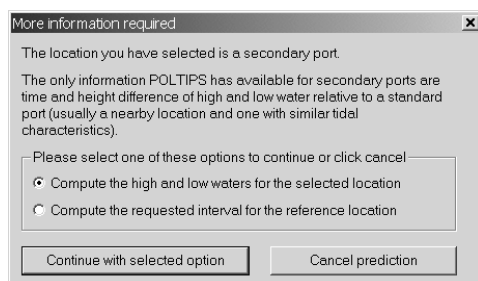 More information required
The location you have selected is a secondary port.
The only information POLTIPS has available for secondary ports are
time and height difference of high and low water relative to a standard
port (usually a nearby location and one with similar tidal
characteristics).
Please select one of these options to continue or click cancel
Compute the high and low waters for the selected location
Compute the requested interval for the reference location
Continue with selected option
Cancel prediction